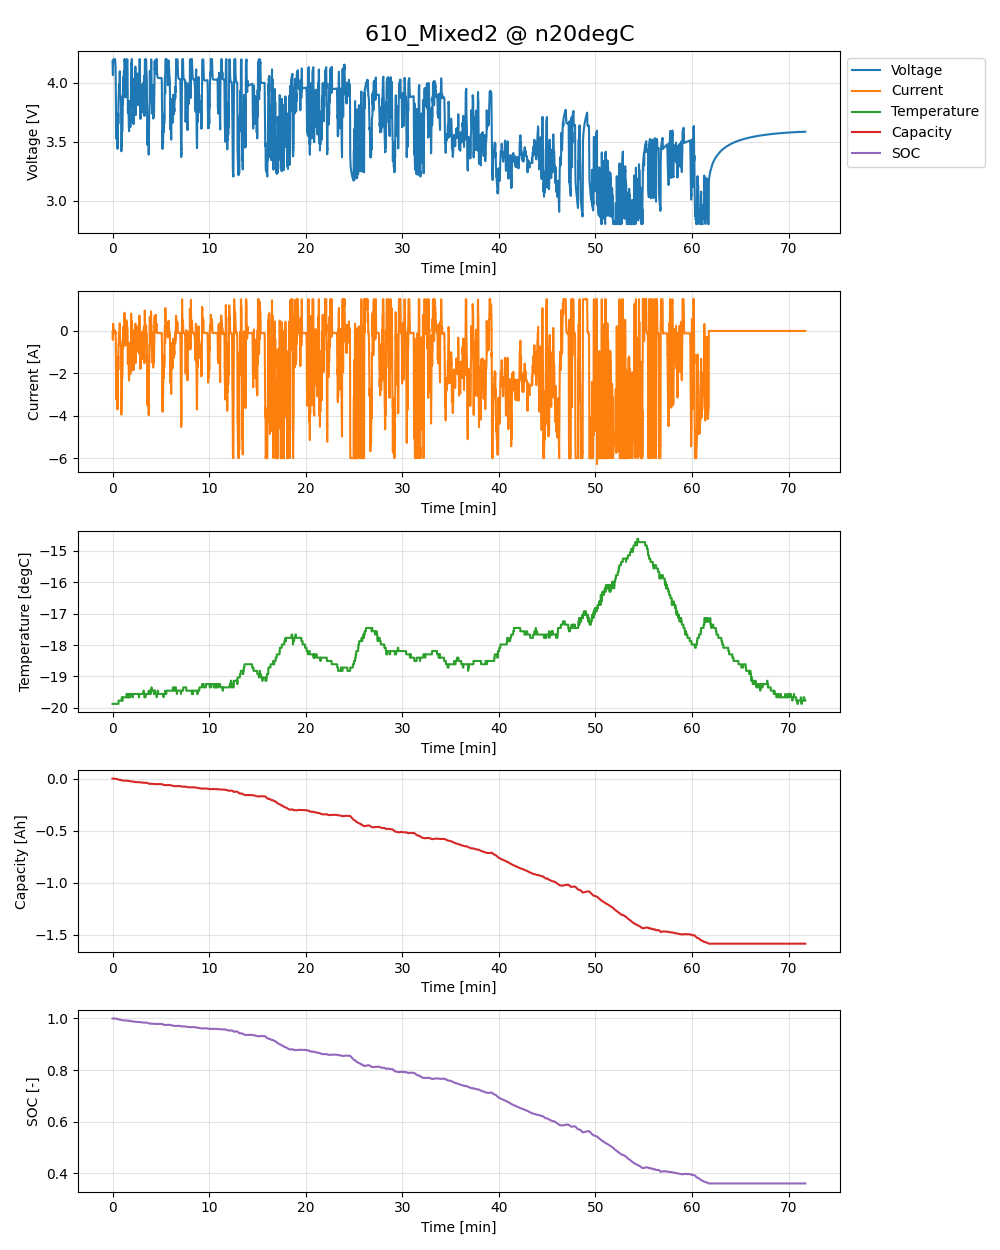 610_Mixed2 @ n20degC
4.0
3.5
3.0
Voltage [V]
0 10 20 30 40 50 60 70
Time [min]
Voltage
Current
Temperature
Capacity
SOC
0
−2
−4
−6
Current [A]
0 10 20 30 40 50 60 70
Time [min]
−15
−16
−17
−18
−19
−20
Temperature [degC]
0 10 20 30 40 50 60 70
Time [min]
0.0
−0.5
−1.0
−1.5
Capacity [Ah]
0 10 20 30 40 50 60 70
Time [min]
1.0
0.8
0.6
0.4
SOC [-]
0 10 20 30 40 50 60 70
Time [min]